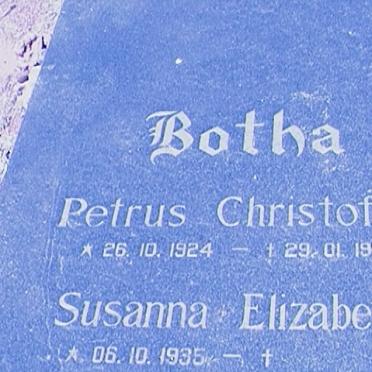 Botha
Petrus Christof
* 26. 10. 1924 – † 29. 01. 19
Susanna Elizabe
* 06. 10. 1935 – †